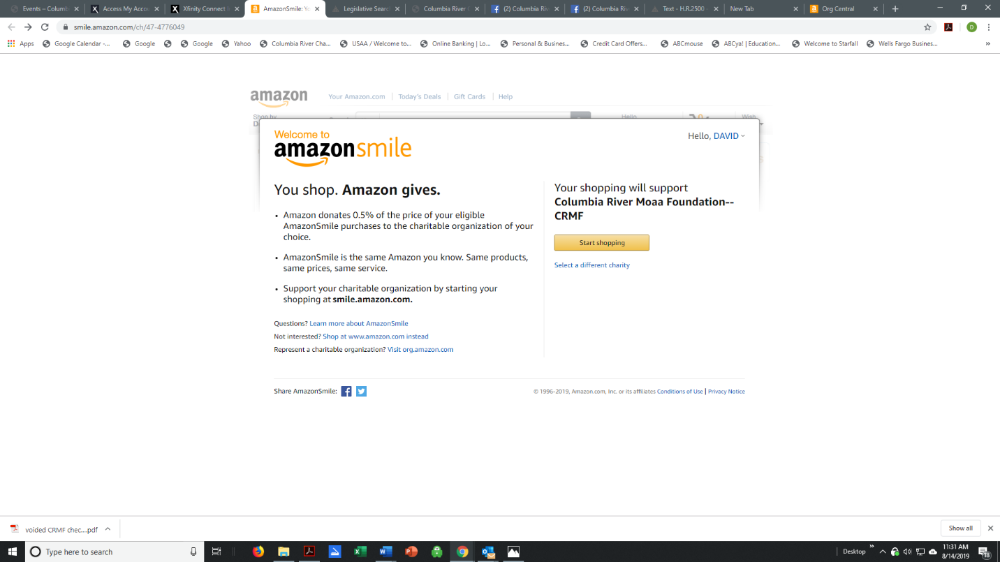 Events – Columb
Access My Accou
Xfinity Connect I
AmazonSmile: Yo
Legislative Searc
Columbia River
(2) Columbia Riv
(2) Columbia Riv
Text - H.R.2500 -
New Tab
Org Central
smile.amazon.com/ch/47-4776049
D
Apps
Google Calendar -...
Google
Google
Yahoo
Columbia River Cha...
USAA / Welcome to...
Online Banking | Lo...
Personal & Busines...
Credit Card Offers...
ABCmouse
ABCya! | Education...
Welcome to Starfall
Wells Fargo Busines...
»
amazon
Your Amazon.com | Today's Deals | Gift Cards | Help
Shop by
Hello
Wish
Welcome to
amazonsmile
Hello, DAVID
You shop. Amazon gives.
• Amazon donates 0.5% of the price of your eligible
AmazonSmile purchases to the charitable organization of your
choice.
• AmazonSmile is the same Amazon you know. Same products,
same prices, same service.
• Support your charitable organization by starting your
shopping at smile.amazon.com.
Questions? Learn more about AmazonSmile
Not interested? Shop at www.amazon.com instead
Represent a charitable organization? Visit org.amazon.com
Your shopping will support
Columbia River Moaa Foundation--
CRMF
Start shopping
Select a different charity
Share AmazonSmile:
© 1996-2019, Amazon.com, Inc. or its affiliates Conditions of Use | Privacy Notice
voided CRMF chec....pdf
Show all
Type here to search
Desktop
»
11:31 AM
8/14/2019
18